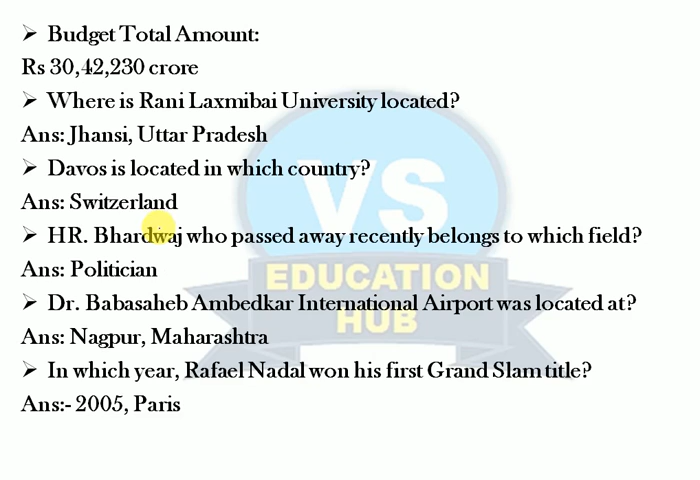 ➢ Budget Total Amount:
Rs 30,42,230 crore
➢ Where is Rani Laxmibai University located?
Ans: Jhansi, Uttar Pradesh
➢ Davos is located in which country?
Ans: Switzerland
➢ HR. Bhardwaj who passed away recently belongs to which field?
Ans: Politician
➢ Dr. Babasaheb Ambedkar International Airport was located at?
Ans: Nagpur, Maharashtra
➢ In which year, Rafael Nadal won his first Grand Slam title?
Ans:- 2005, Paris
VS
EDUCATION
HUB